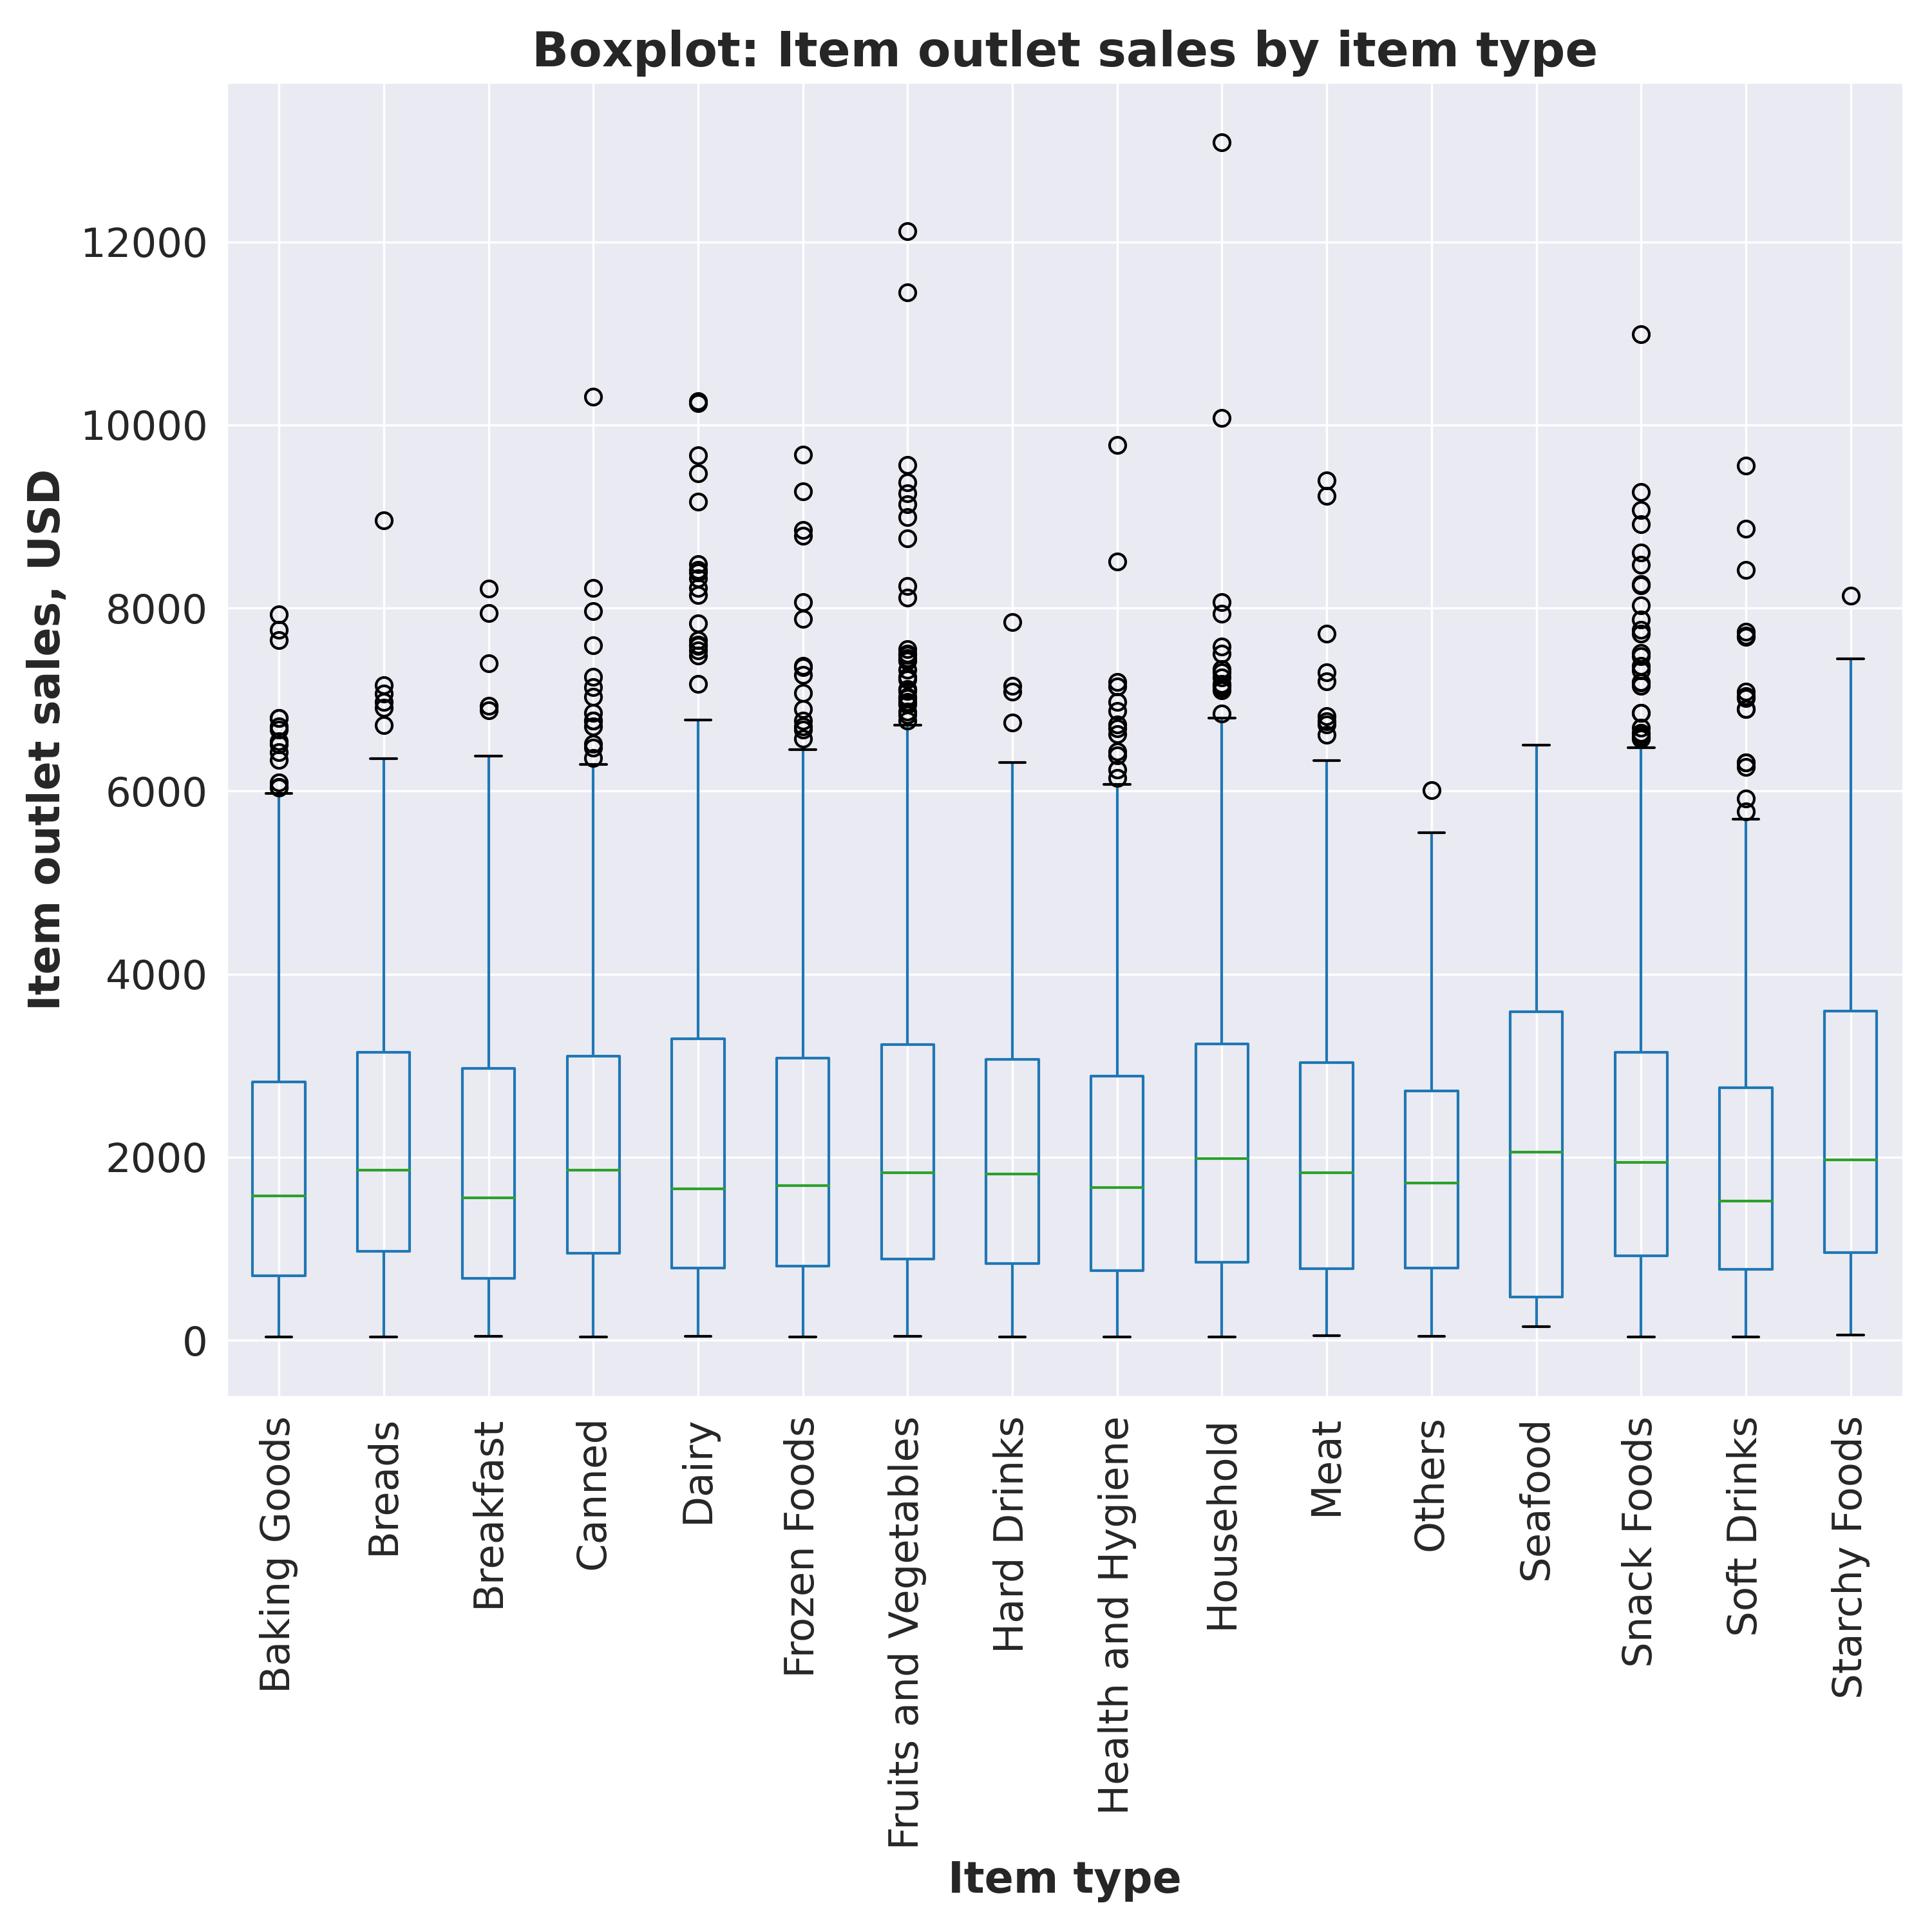 Boxplot: Item outlet sales by item type
Item outlet sales, USD
12000
10000
8000
6000
4000
2000
0
Baking Goods
Breads
Breakfast
Canned
Dairy
Frozen Foods
Fruits and Vegetables
Hard Drinks
Health and Hygiene
Household
Meat
Others
Seafood
Snack Foods
Soft Drinks
Starchy Foods
Item type